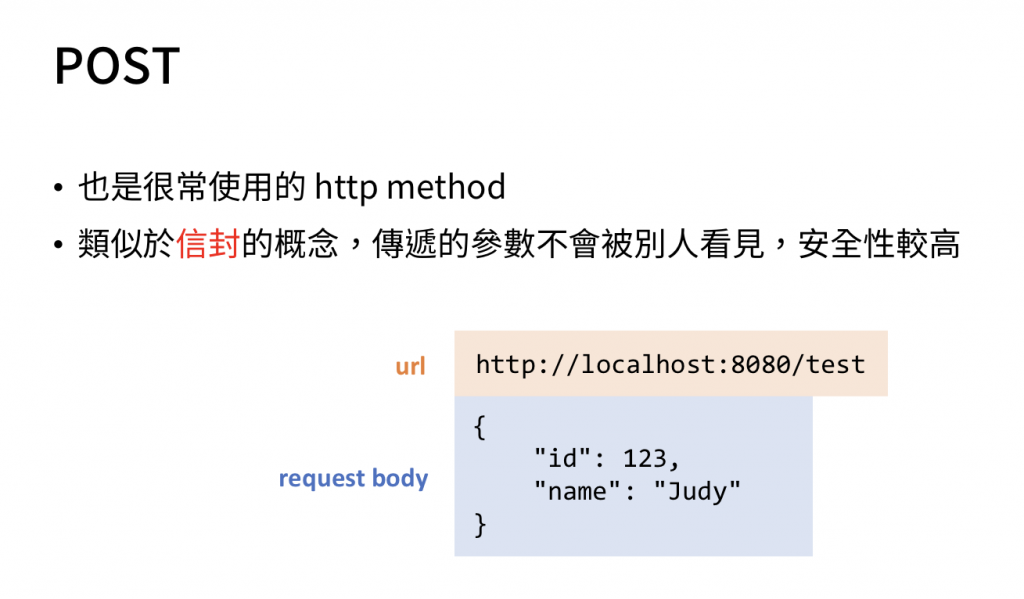 POST
• 也是很常使用的 http method
• 類似於信封的概念，傳遞的參數不會被別人看見，安全性較高
url
http://localhost:8080/test
request body
{
    "id": 123,
    "name": "Judy"
}